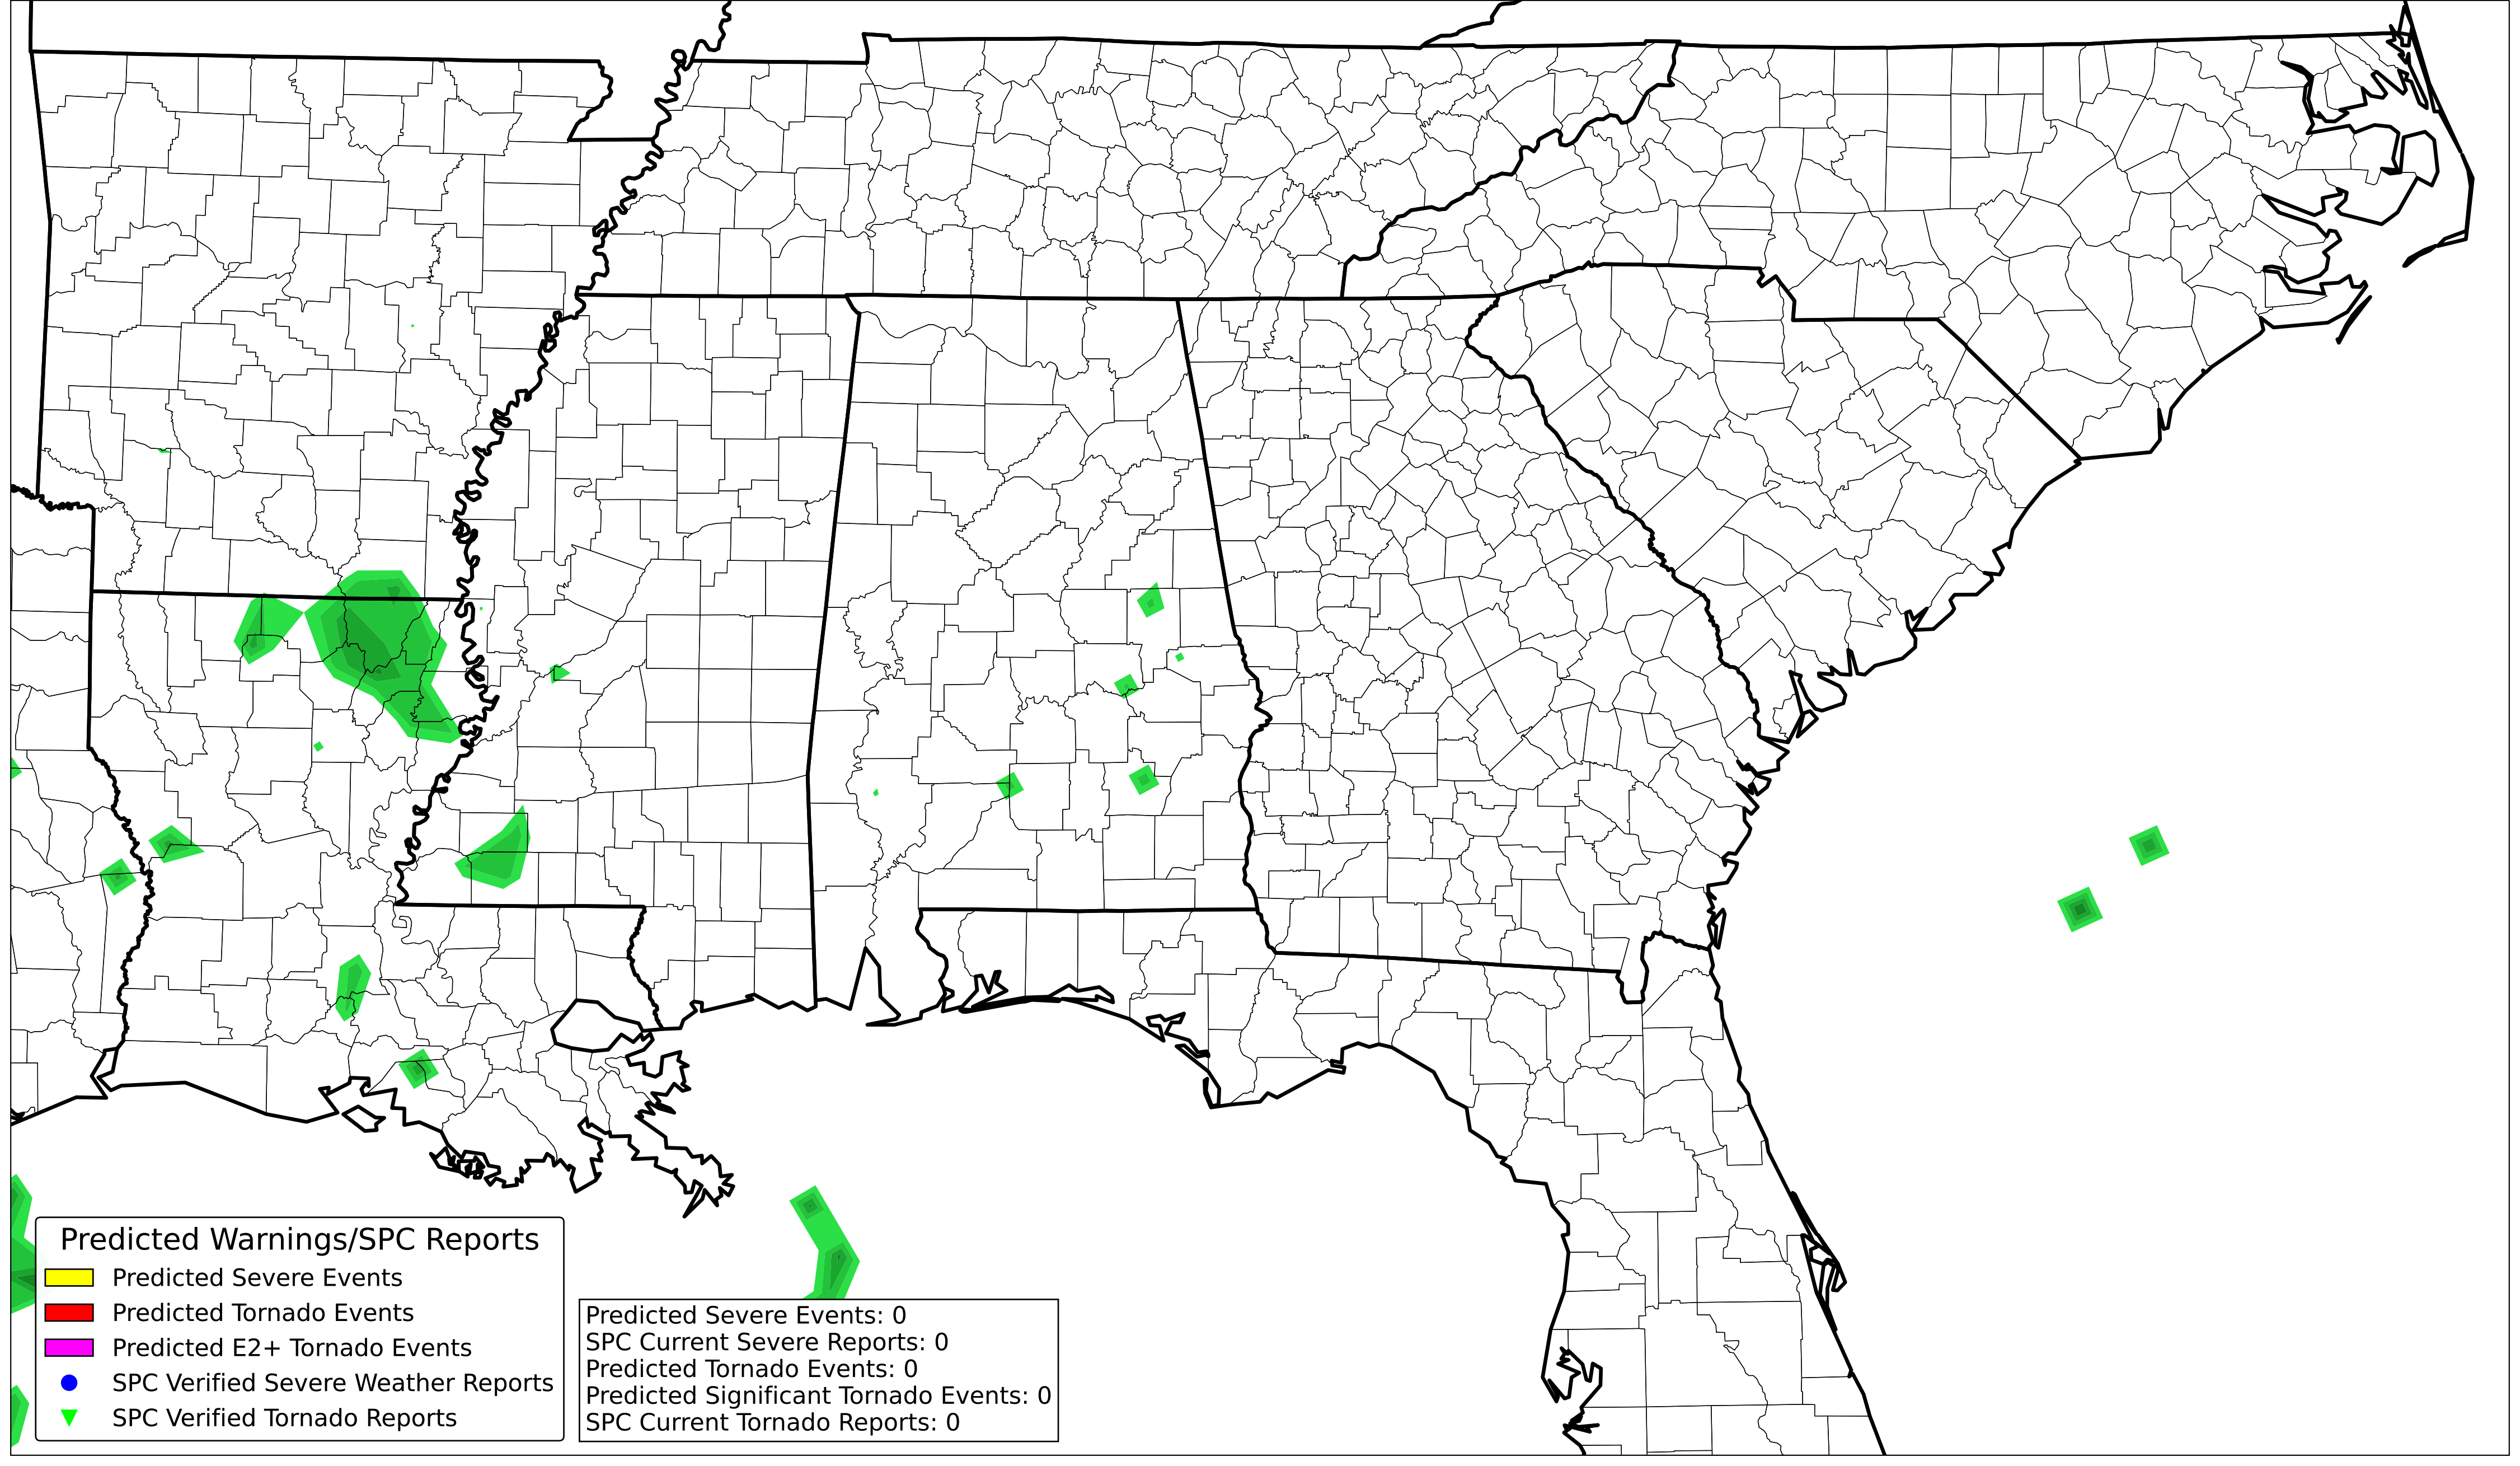 Predicted Warnings/SPC Reports
Predicted Severe Events
Predicted Tornado Events
Predicted E2+ Tornado Events
SPC Verified Severe Weather Reports
SPC Verified Tornado Reports
Predicted Severe Events: 0
SPC Current Severe Reports: 0
Predicted Tornado Events: 0
Predicted Significant Tornado Events: 0
SPC Current Tornado Reports: 0